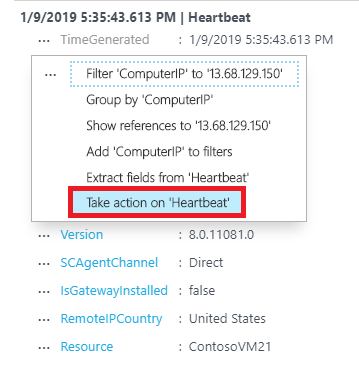 1/9/2019 5:35:43.613 PM | Heartbeat
... TimeGenerated : 1/9/2019 5:35:43.613 PM
... Filter 'ComputerIP' to '13.68.129.150'
Group by 'ComputerIP'
Show references to '13.68.129.150'
Add 'ComputerIP' to filters
Extract fields from 'Heartbeat'
Take action on 'Heartbeat'
... Version : 8.0.11081.0
... SCAgentChannel : Direct
... IsGatewayInstalled : false
... RemoteIPCountry : United States
... Resource : ContosoVM21